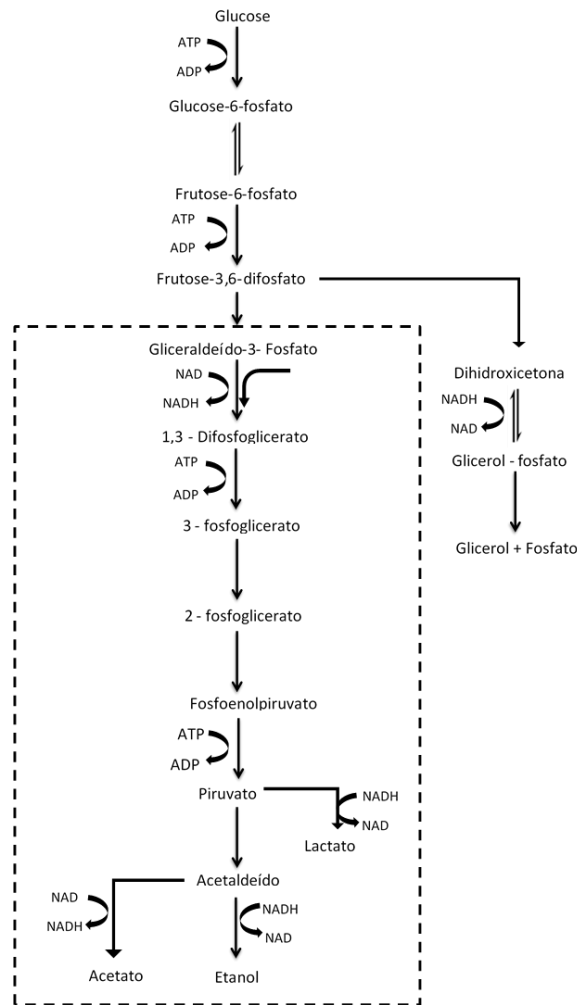 Glucose
ATP
ADP
Glucose-6-fosfato
Frutose-6-fosfato
ATP
ADP
Frutose-3,6-difosfato
Gliceraldeído-3- Fosfato
NAD
NADH
1,3 - Difosfoglicerato
ATP
ADP
3 - fosfoglicerato
2 - fosfoglicerato
Fosfoenolpiruvato
ATP
ADP
Piruvato
NADH
NAD
Lactato
Acetaldeído
NAD
NADH
Acetato
NADH
NAD
Etanol
Dihidroxicetona
NADH
NAD
Glicerol - fosfato
Glicerol + Fosfato